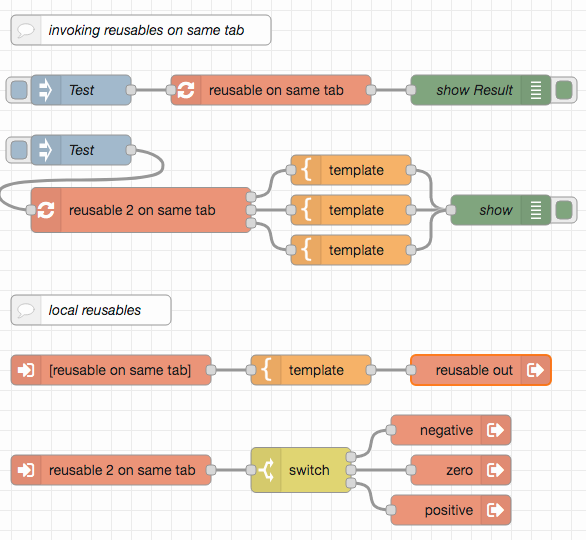 invoking reusables on same tab
Test
reusable on same tab
show Result
Test
template
reusable 2 on same tab
template
show
template
local reusables
[reusable on same tab]
template
reusable out
negative
reusable 2 on same tab
switch
zero
positive